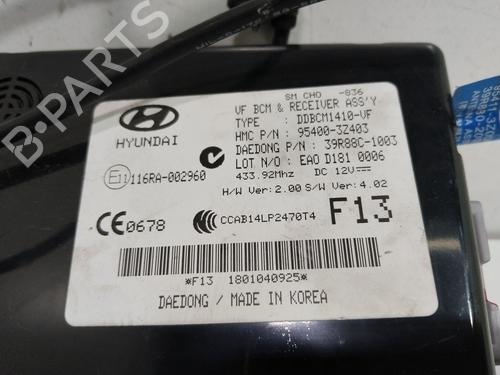 SM CHO -836
VF BCM & RECEIVER ASS'Y
TYPE : DDBCM1410-VF
HMC P/N : 95400-3Z403
DAEDONG P/N : 39R88C-1003
LOT N/O : EAO D181 0006
433.92Mhz DC 12V
H/W Ver: 2.00 S/W Ver: 4.02
HYUNDAI
E11 116RA-002960
CE 0678
CCAB14LP2470T4
F13
*F13 1801040925*
DAEDONG / MADE IN KOREA
B-PARTS